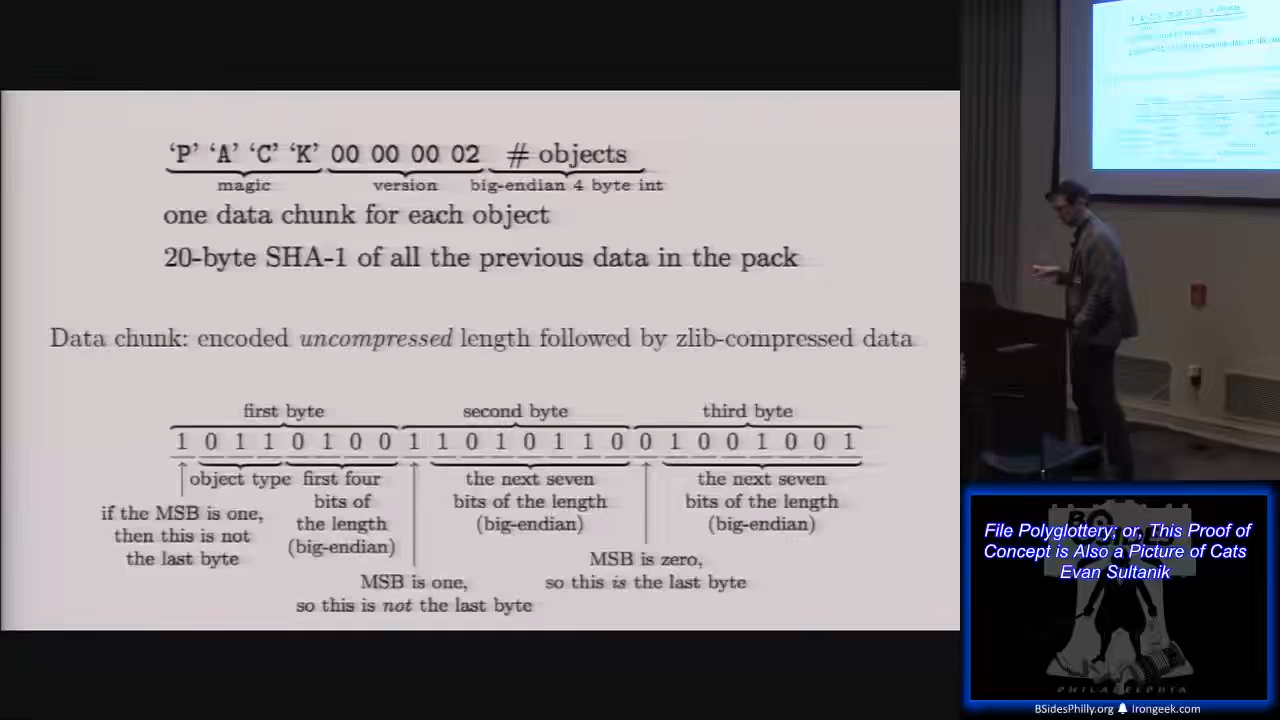 ‘P’ ‘A’ ‘C’ ‘K’ 00 00 00 02 # objects
magic version big-endian 4 byte int
one data chunk for each object
20-byte SHA-1 of all the previous data in the pack
Data chunk: encoded uncompressed length followed by zlib-compressed data
first byte second byte third byte
1 0 1 1 0 1 0 0 1 1 0 1 0 1 1 0 0 1 0 0 1 0 0 1
object type first four the next seven the next seven
bits of bits of the length bits of the length
if the MSB is one, the length (big-endian) (big-endian)
then this is not (big-endian)
the last byte MSB is zero,
MSB is one, so this is the last byte
so this is not the last byte
File Polyglottery; or, This Proof of
Concept is Also a Picture of Cats
Evan Sultanik
PHILADELPHIA
BSidesPhilly.org Irongeek.com